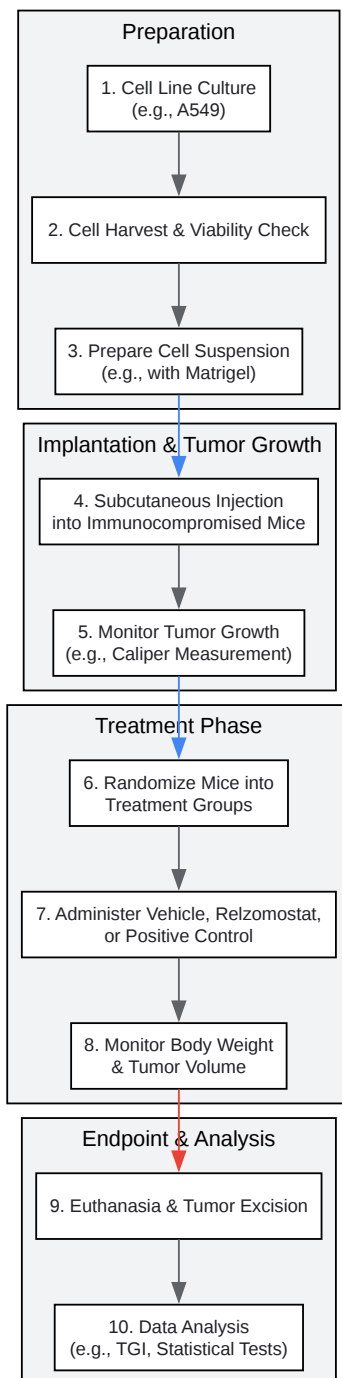 Preparation
1. Cell Line Culture
(e.g., A549)
2. Cell Harvest & Viability Check
3. Prepare Cell Suspension
(e.g., with Matrigel)
Implantation & Tumor Growth
4. Subcutaneous Injection
into Immunocompromised Mice
5. Monitor Tumor Growth
(e.g., Caliper Measurement)
Treatment Phase
6. Randomize Mice into
Treatment Groups
7. Administer Vehicle, Relzomostat,
or Positive Control
8. Monitor Body Weight
& Tumor Volume
Endpoint & Analysis
9. Euthanasia & Tumor Excision
10. Data Analysis
(e.g., TGI, Statistical Tests)